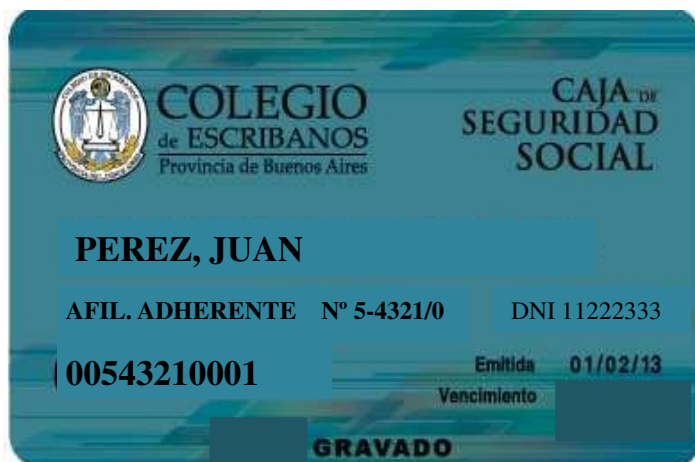 COLEGIO
de ESCRIBANOS
Provincia de Buenos Aires
CAJA DE
SEGURIDAD
SOCIAL
PEREZ, JUAN
AFIL. ADHERENTE Nº 5-4321/0 DNI 11222333
00543210001
Emitida 01/02/13
Vencimiento
GRAVADO